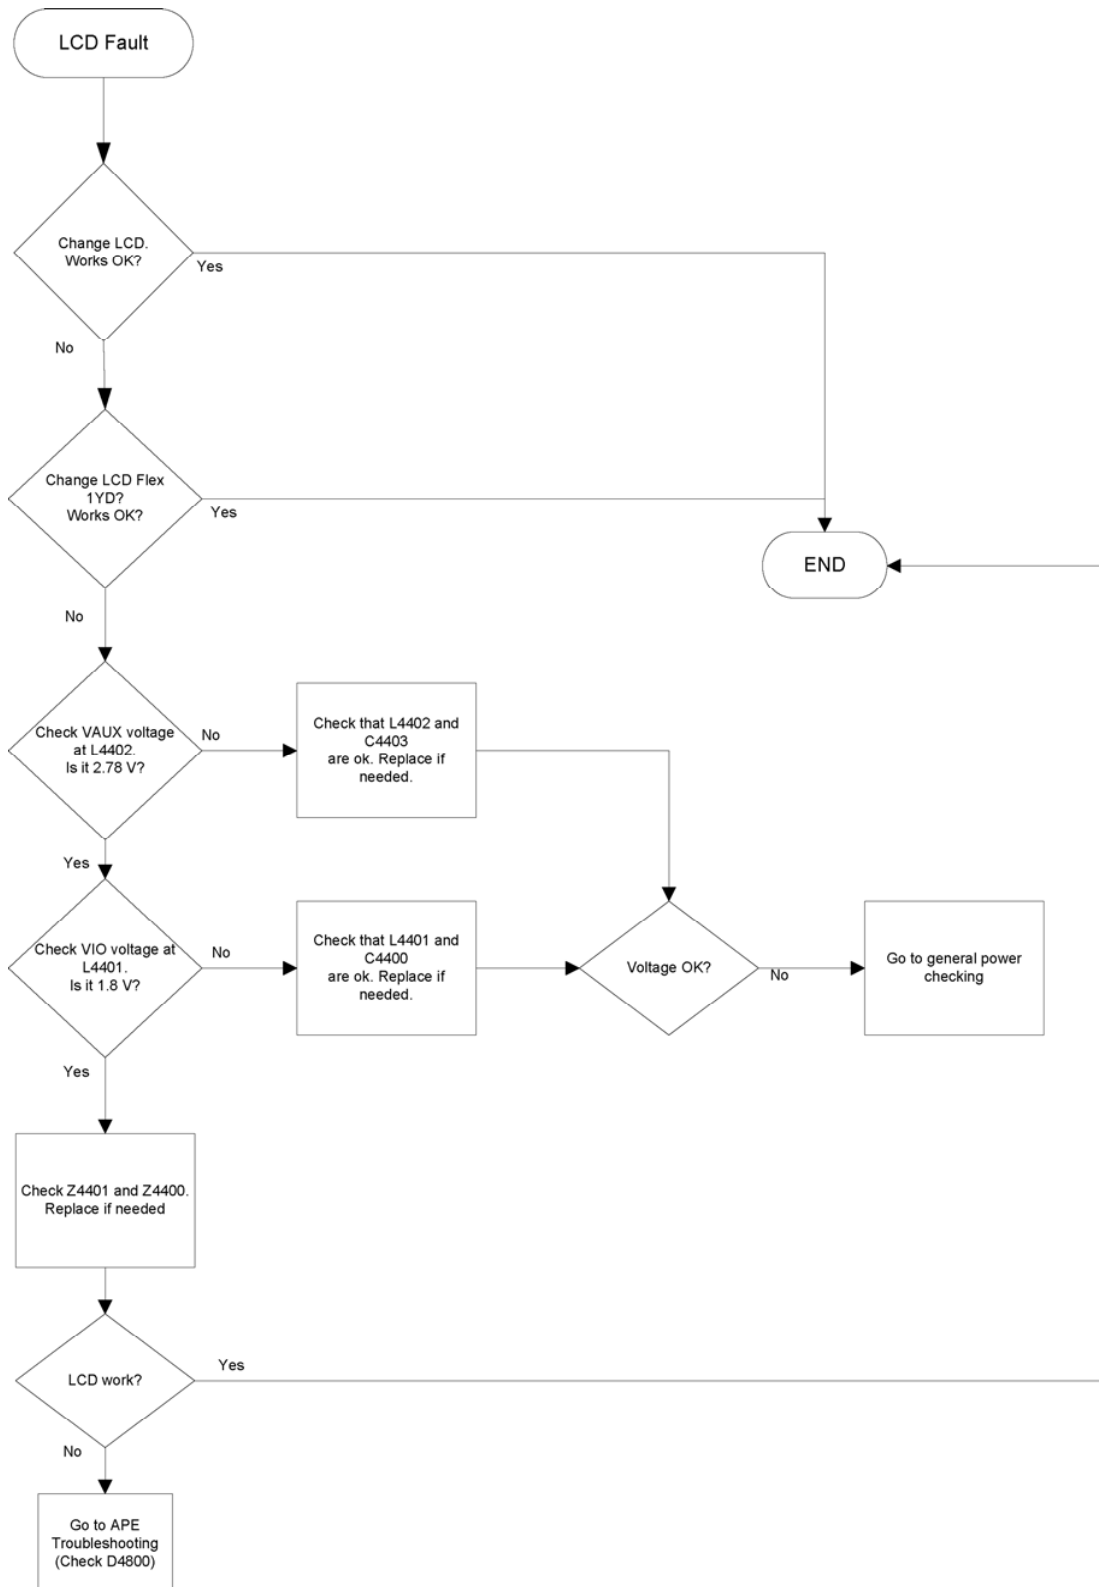 LCD Fault
Change LCD.
Works OK?
Yes
No
Change LCD Flex
1YD?
Works OK?
Yes
END
No
Check VAUX voltage
at L4402.
Is it 2.78 V?
No
Check that L4402 and
C4403
are ok. Replace if
needed.
Yes
Check VIO voltage at
L4401.
Is it 1.8 V?
No
Check that L4401 and
C4400
are ok. Replace if
needed.
Voltage OK?
No
Go to general power
checking
Yes
Check Z4401 and Z4400.
Replace if needed
LCD work?
Yes
No
Go to APE
Troubleshooting
(Check D4800)